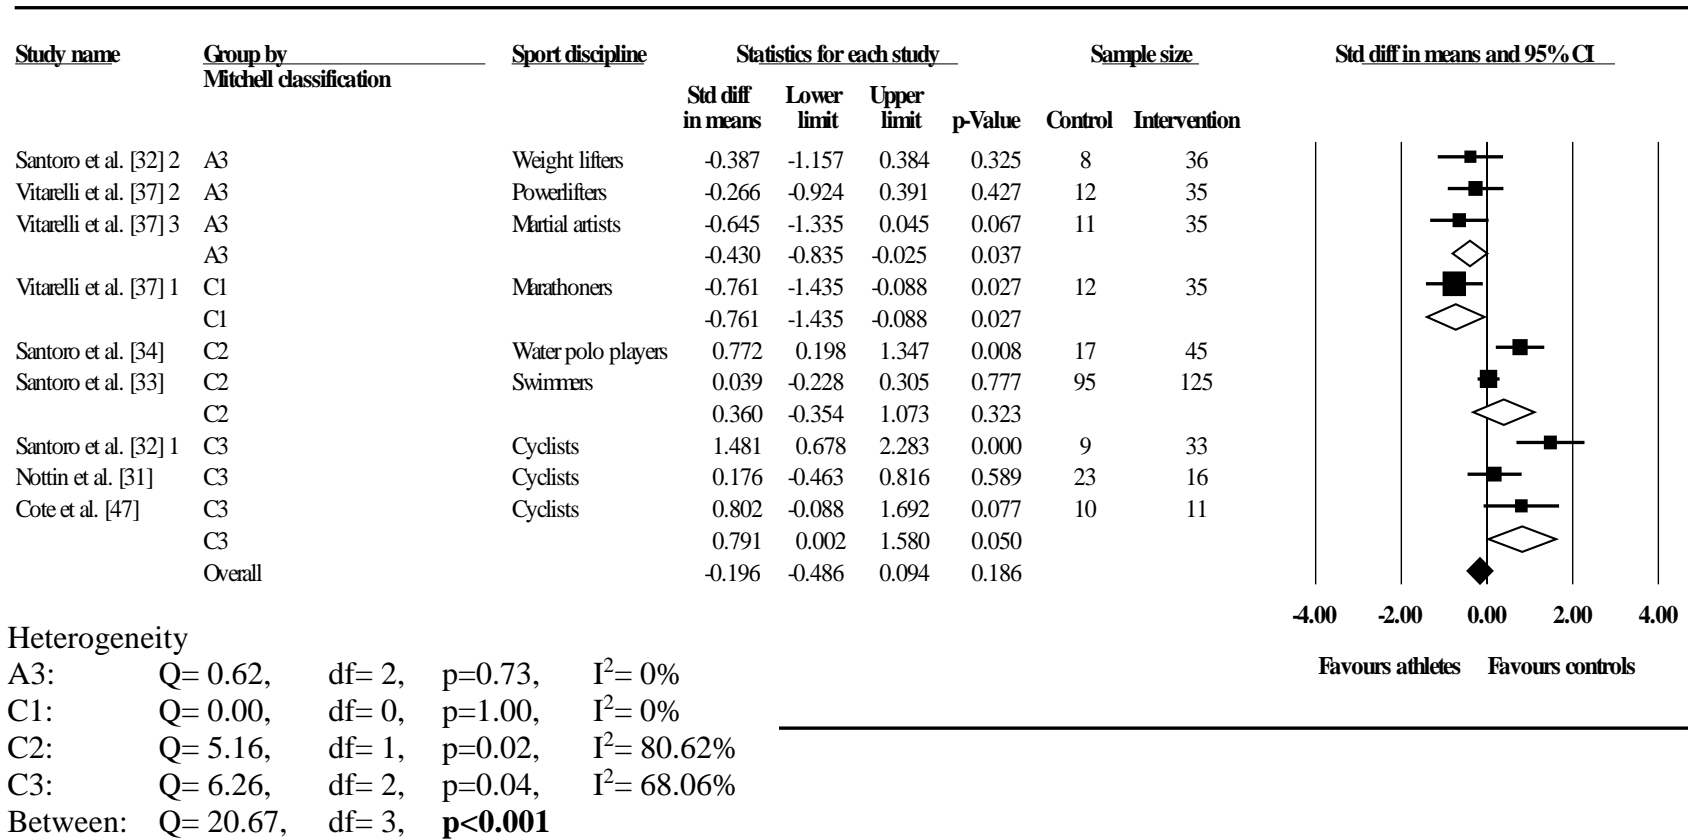 Study name Group by Sport discipline Statistics for each study Sample size Std diff in means and 95% CI
Mitchell classification
Std diff Lower Upper
in means limit limit p-Value Control Intervention
Santoro et al. [32] 2 A3 Weight lifters -0.387 -1.157 0.384 0.325 8 36
Vitarelli et al. [37] 2 A3 Powerlifters -0.266 -0.924 0.391 0.427 12 35
Vitarelli et al. [37] 3 A3 Martial artists -0.645 -1.335 0.045 0.067 11 35
A3 -0.430 -0.835 -0.025 0.037
Vitarelli et al. [37] 1 C1 Marathoners -0.761 -1.435 -0.088 0.027 12 35
C1 -0.761 -1.435 -0.088 0.027
Santoro et al. [34] C2 Water polo players 0.772 0.198 1.347 0.008 17 45
Santoro et al. [33] C2 Swimmers 0.039 -0.228 0.305 0.777 95 125
C2 0.360 -0.354 1.073 0.323
Santoro et al. [32] 1 C3 Cyclists 1.481 0.678 2.283 0.000 9 33
Nottin et al. [31] C3 Cyclists 0.176 -0.463 0.816 0.589 23 16
Cote et al. [47] C3 Cyclists 0.802 -0.088 1.692 0.077 10 11
C3 0.791 0.002 1.580 0.050
Overall -0.196 -0.486 0.094 0.186
-4.00 -2.00 0.00 2.00 4.00
Favours athletes Favours controls
Heterogeneity
A3: Q= 0.62, df= 2, p=0.73, I²= 0%
C1: Q= 0.00, df= 0, p=1.00, I²= 0%
C2: Q= 5.16, df= 1, p=0.02, I²= 80.62%
C3: Q= 6.26, df= 2, p=0.04, I²= 68.06%
Between: Q= 20.67, df= 3, p<0.001